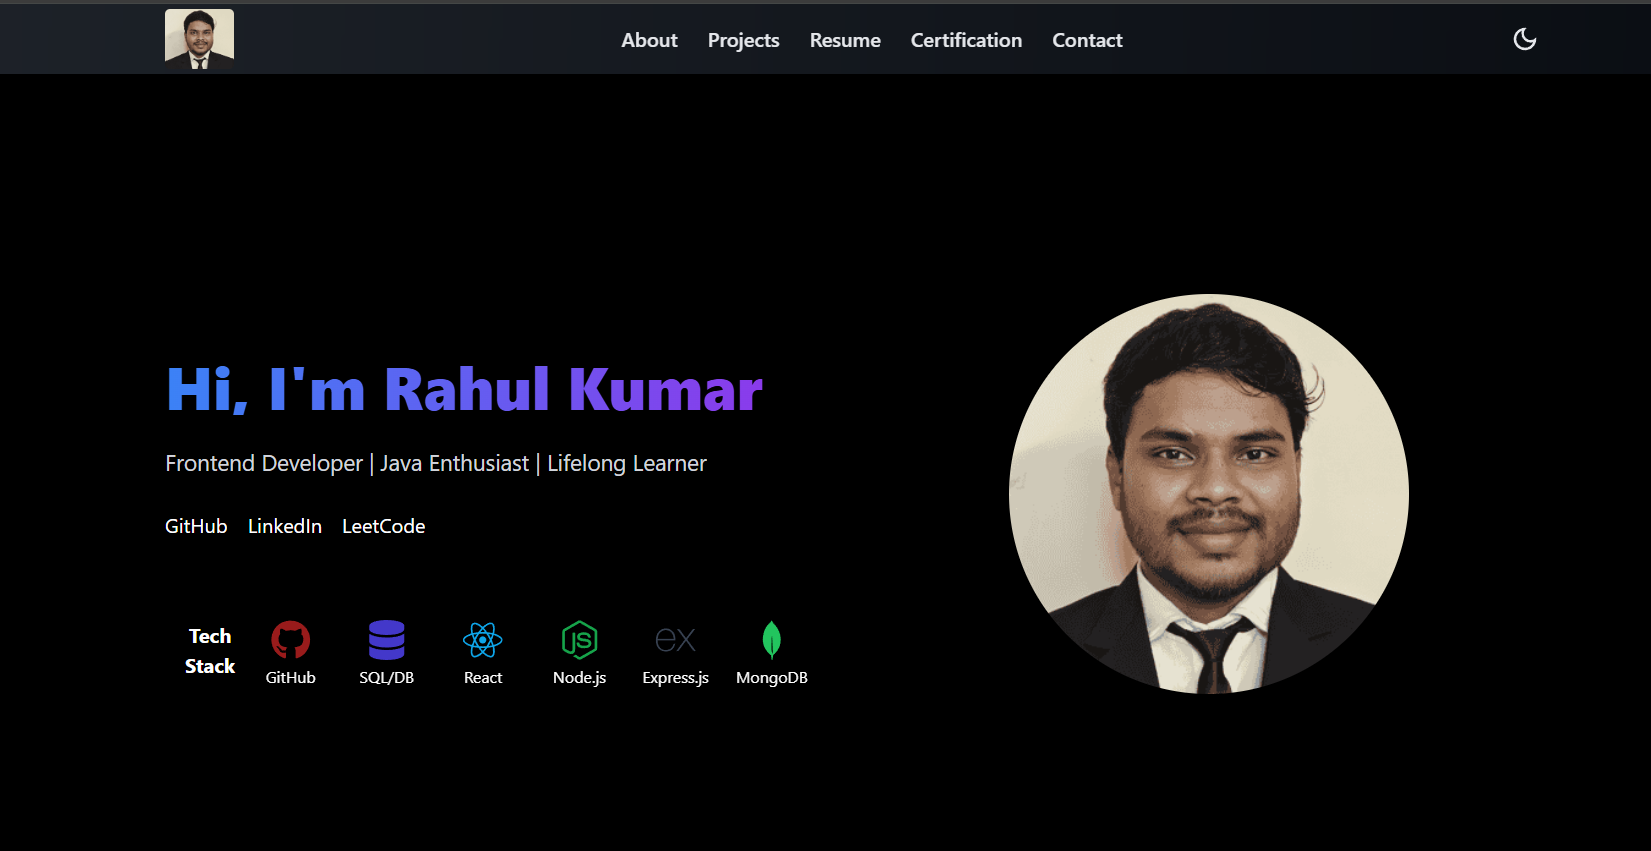 About Projects Resume Certification Contact
Hi, I'm Rahul Kumar
Frontend Developer | Java Enthusiast | Lifelong Learner
GitHub LinkedIn LeetCode
Tech
Stack
JS
ex
GitHub SQL/DB React Node.js Express.js MongoDB